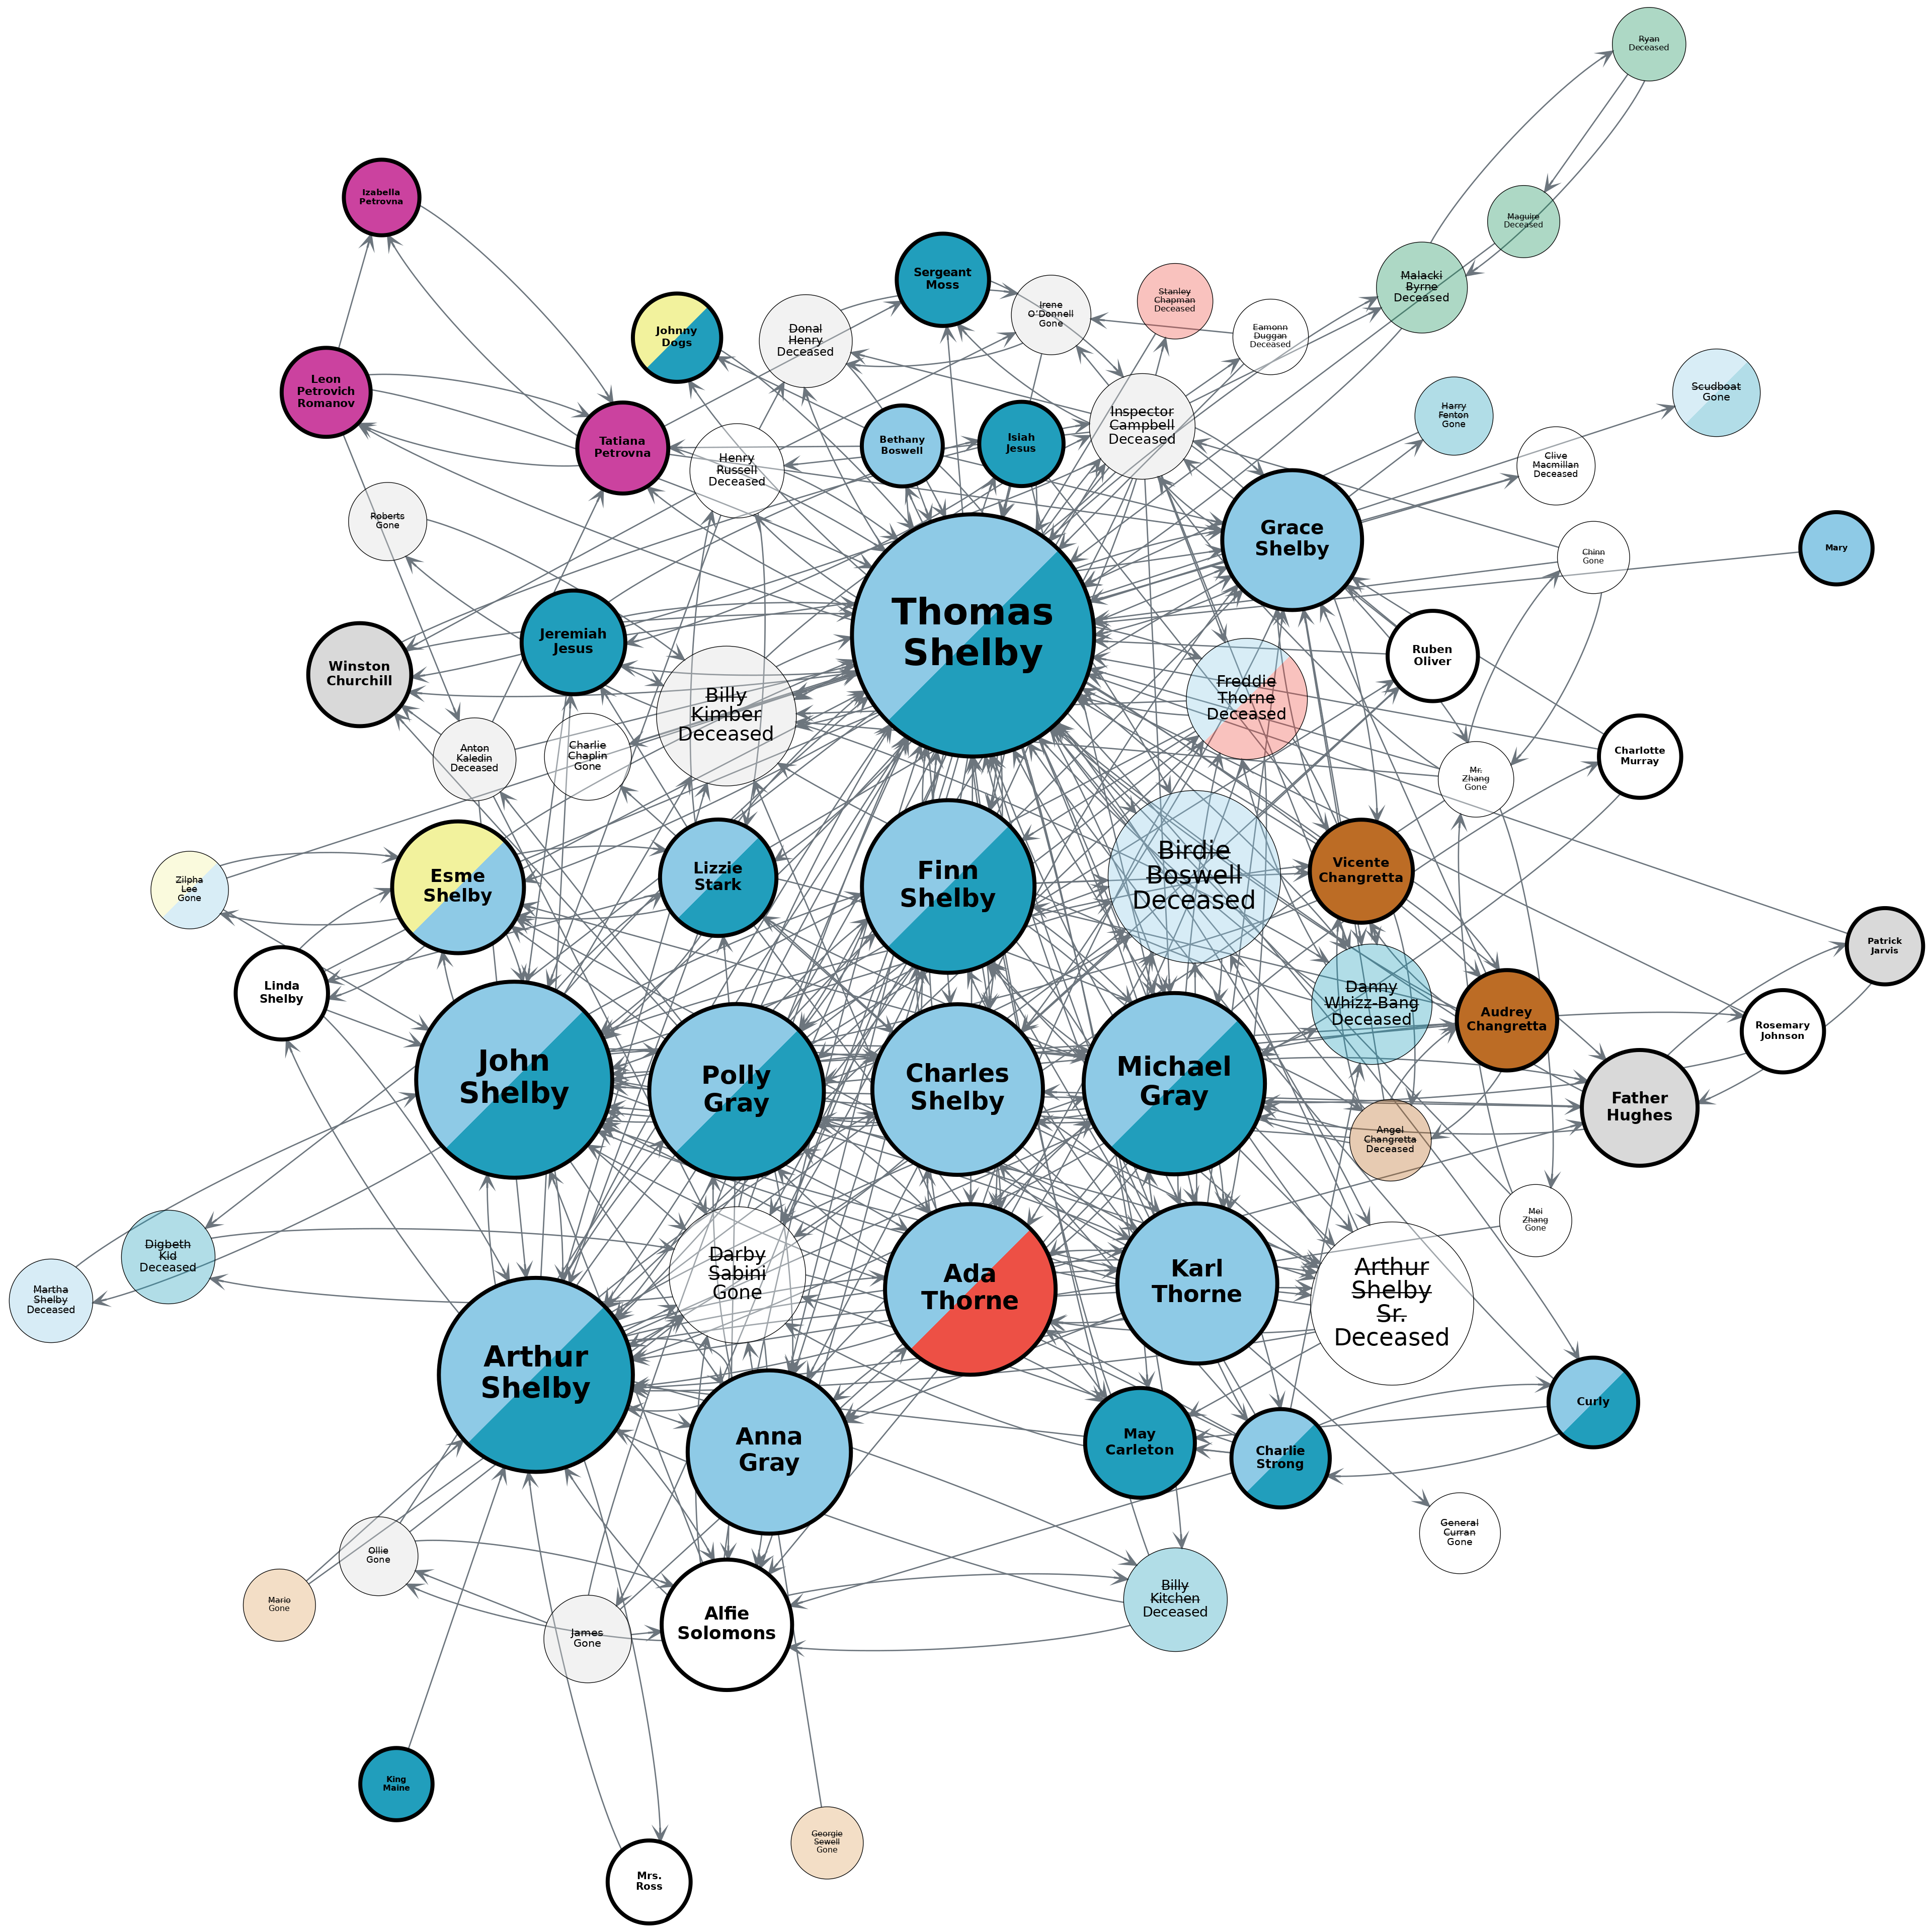 Ryan
Deceased
Izabella
Petrovna
Maguire
Deceased
Sergeant
Moss
Malacki
Byrne
Deceased
Irene
O'Donnell
Gone
Stanley
Chapman
Deceased
Johnny
Dogs
Donal
Henry
Deceased
Eamonn
Duggan
Deceased
Leon
Petrovich
Romanov
Scudboat
Gone
Harry
Fenton
Gone
Inspector
Campbell
Deceased
Tatiana
Petrovna
Bethany
Boswell
Isiah
Jesus
Henry
Russell
Deceased
Clive
Macmillan
Deceased
Roberts
Gone
Grace
Shelby
Mary
Chinn
Gone
Thomas
Shelby
Jeremiah
Jesus
Ruben
Oliver
Winston
Churchill
Freddie
Thorne
Deceased
Billy
Kimber
Deceased
Anton
Kaledin
Deceased
Charlie
Chaplin
Gone
Charlotte
Murray
Mr.
Zhang
Gone
Zilpha
Lee
Gone
Esme
Shelby
Lizzie
Stark
Finn
Shelby
Birdie
Boswell
Deceased
Vicente
Changretta
Patrick
Jarvis
Linda
Shelby
Danny
Whizz-Bang
Deceased
Audrey
Changretta
Rosemary
Johnson
John
Shelby
Polly
Gray
Charles
Shelby
Michael
Gray
Father
Hughes
Angel
Changretta
Deceased
Mei
Zhang
Gone
Digbeth
Kid
Deceased
Martha
Shelby
Deceased
Darby
Sabini
Gone
Ada
Thorne
Karl
Thorne
Arthur
Shelby
Sr.
Deceased
Arthur
Shelby
Anna
Gray
May
Carleton
Charlie
Strong
Curly
General
Curran
Gone
Ollie
Gone
Mario
Gone
James
Gone
Alfie
Solomons
Billy
Kitchen
Deceased
King
Maine
Georgie
Sewell
Gone
Mrs.
Ross